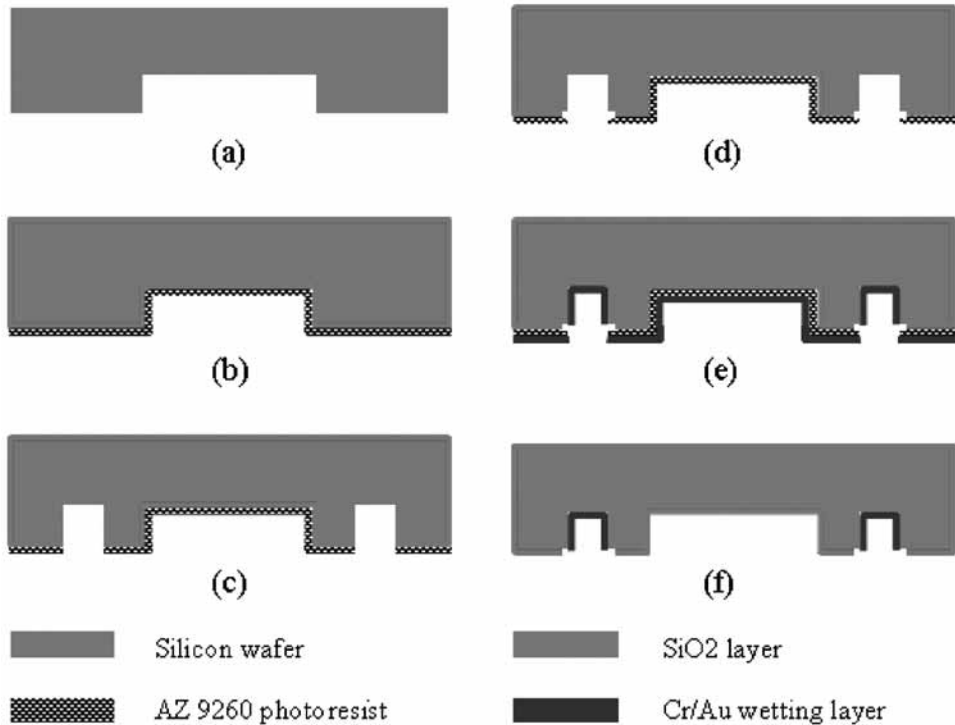 (a)
(d)
(b)
(e)
(c)
(f)
Silicon wafer
SiO2 layer
AZ 9260 photoresist
Cr/Au wetting layer